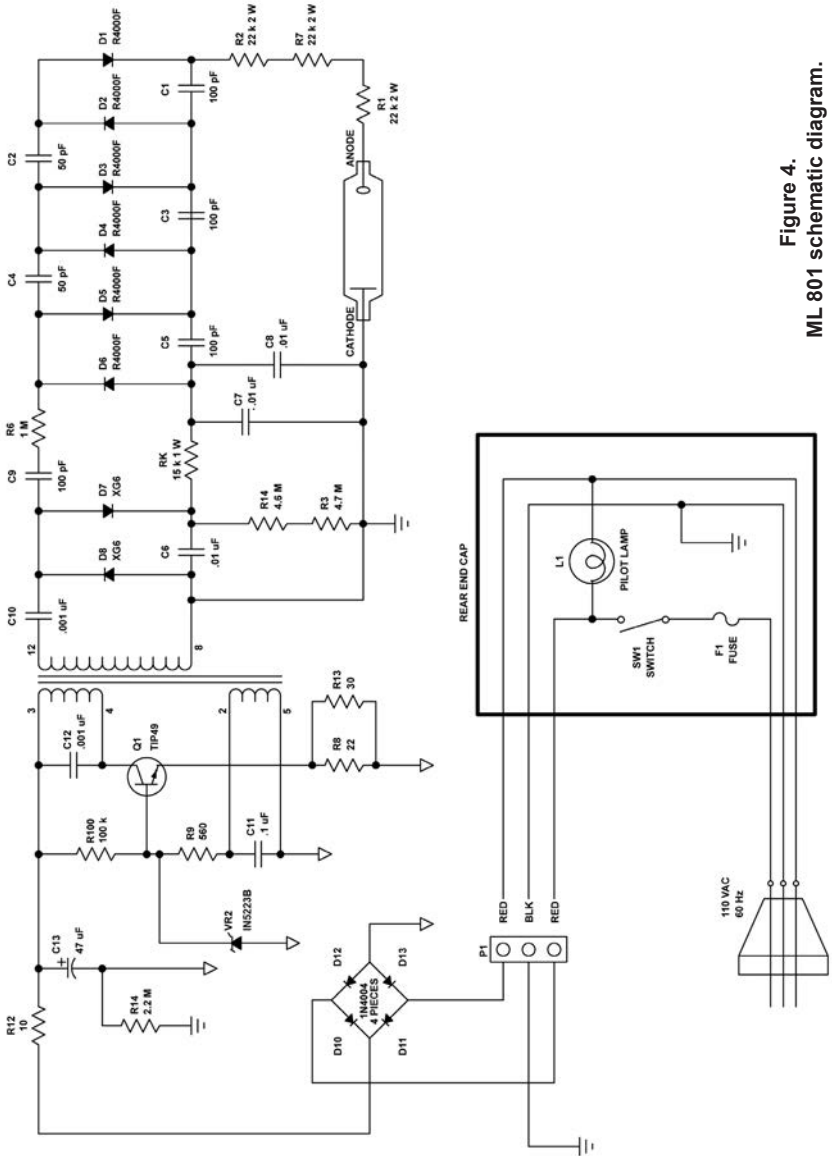 R12
10
C13
+
47 uF
R14
2.2 M
R100
100 k
VR2
IN5223B
R9
560
C11
.1 uF
C12
.001 uF
Q1
TIP49
R8
22
R13
30
3
4
2
5
12
8
C10
.001 uF
D8
XG6
D7
XG6
C6
.01 uF
C9
100 pF
R6
1 M
RK
15 k 1 W
R14
4.6 M
R3
4.7 M
C7
.01 uF
C8
.01 uF
D6
R4000F
D5
R4000F
D4
R4000F
D3
R4000F
D2
R4000F
D1
R4000F
C4
50 pF
C2
50 pF
C5
100 pF
C3
100 pF
C1
100 pF
R2
22 k 2 W
R7
22 k 2 W
R1
22 k 2 W
CATHODE
ANODE
D12
D13
D10
D11
1N4004
4 PIECES
P1
RED
BLK
RED
REAR END CAP
L1
PILOT LAMP
SW1
SWITCH
F1
FUSE
110 VAC
60 Hz
Figure 4.
ML 801 schematic diagram.